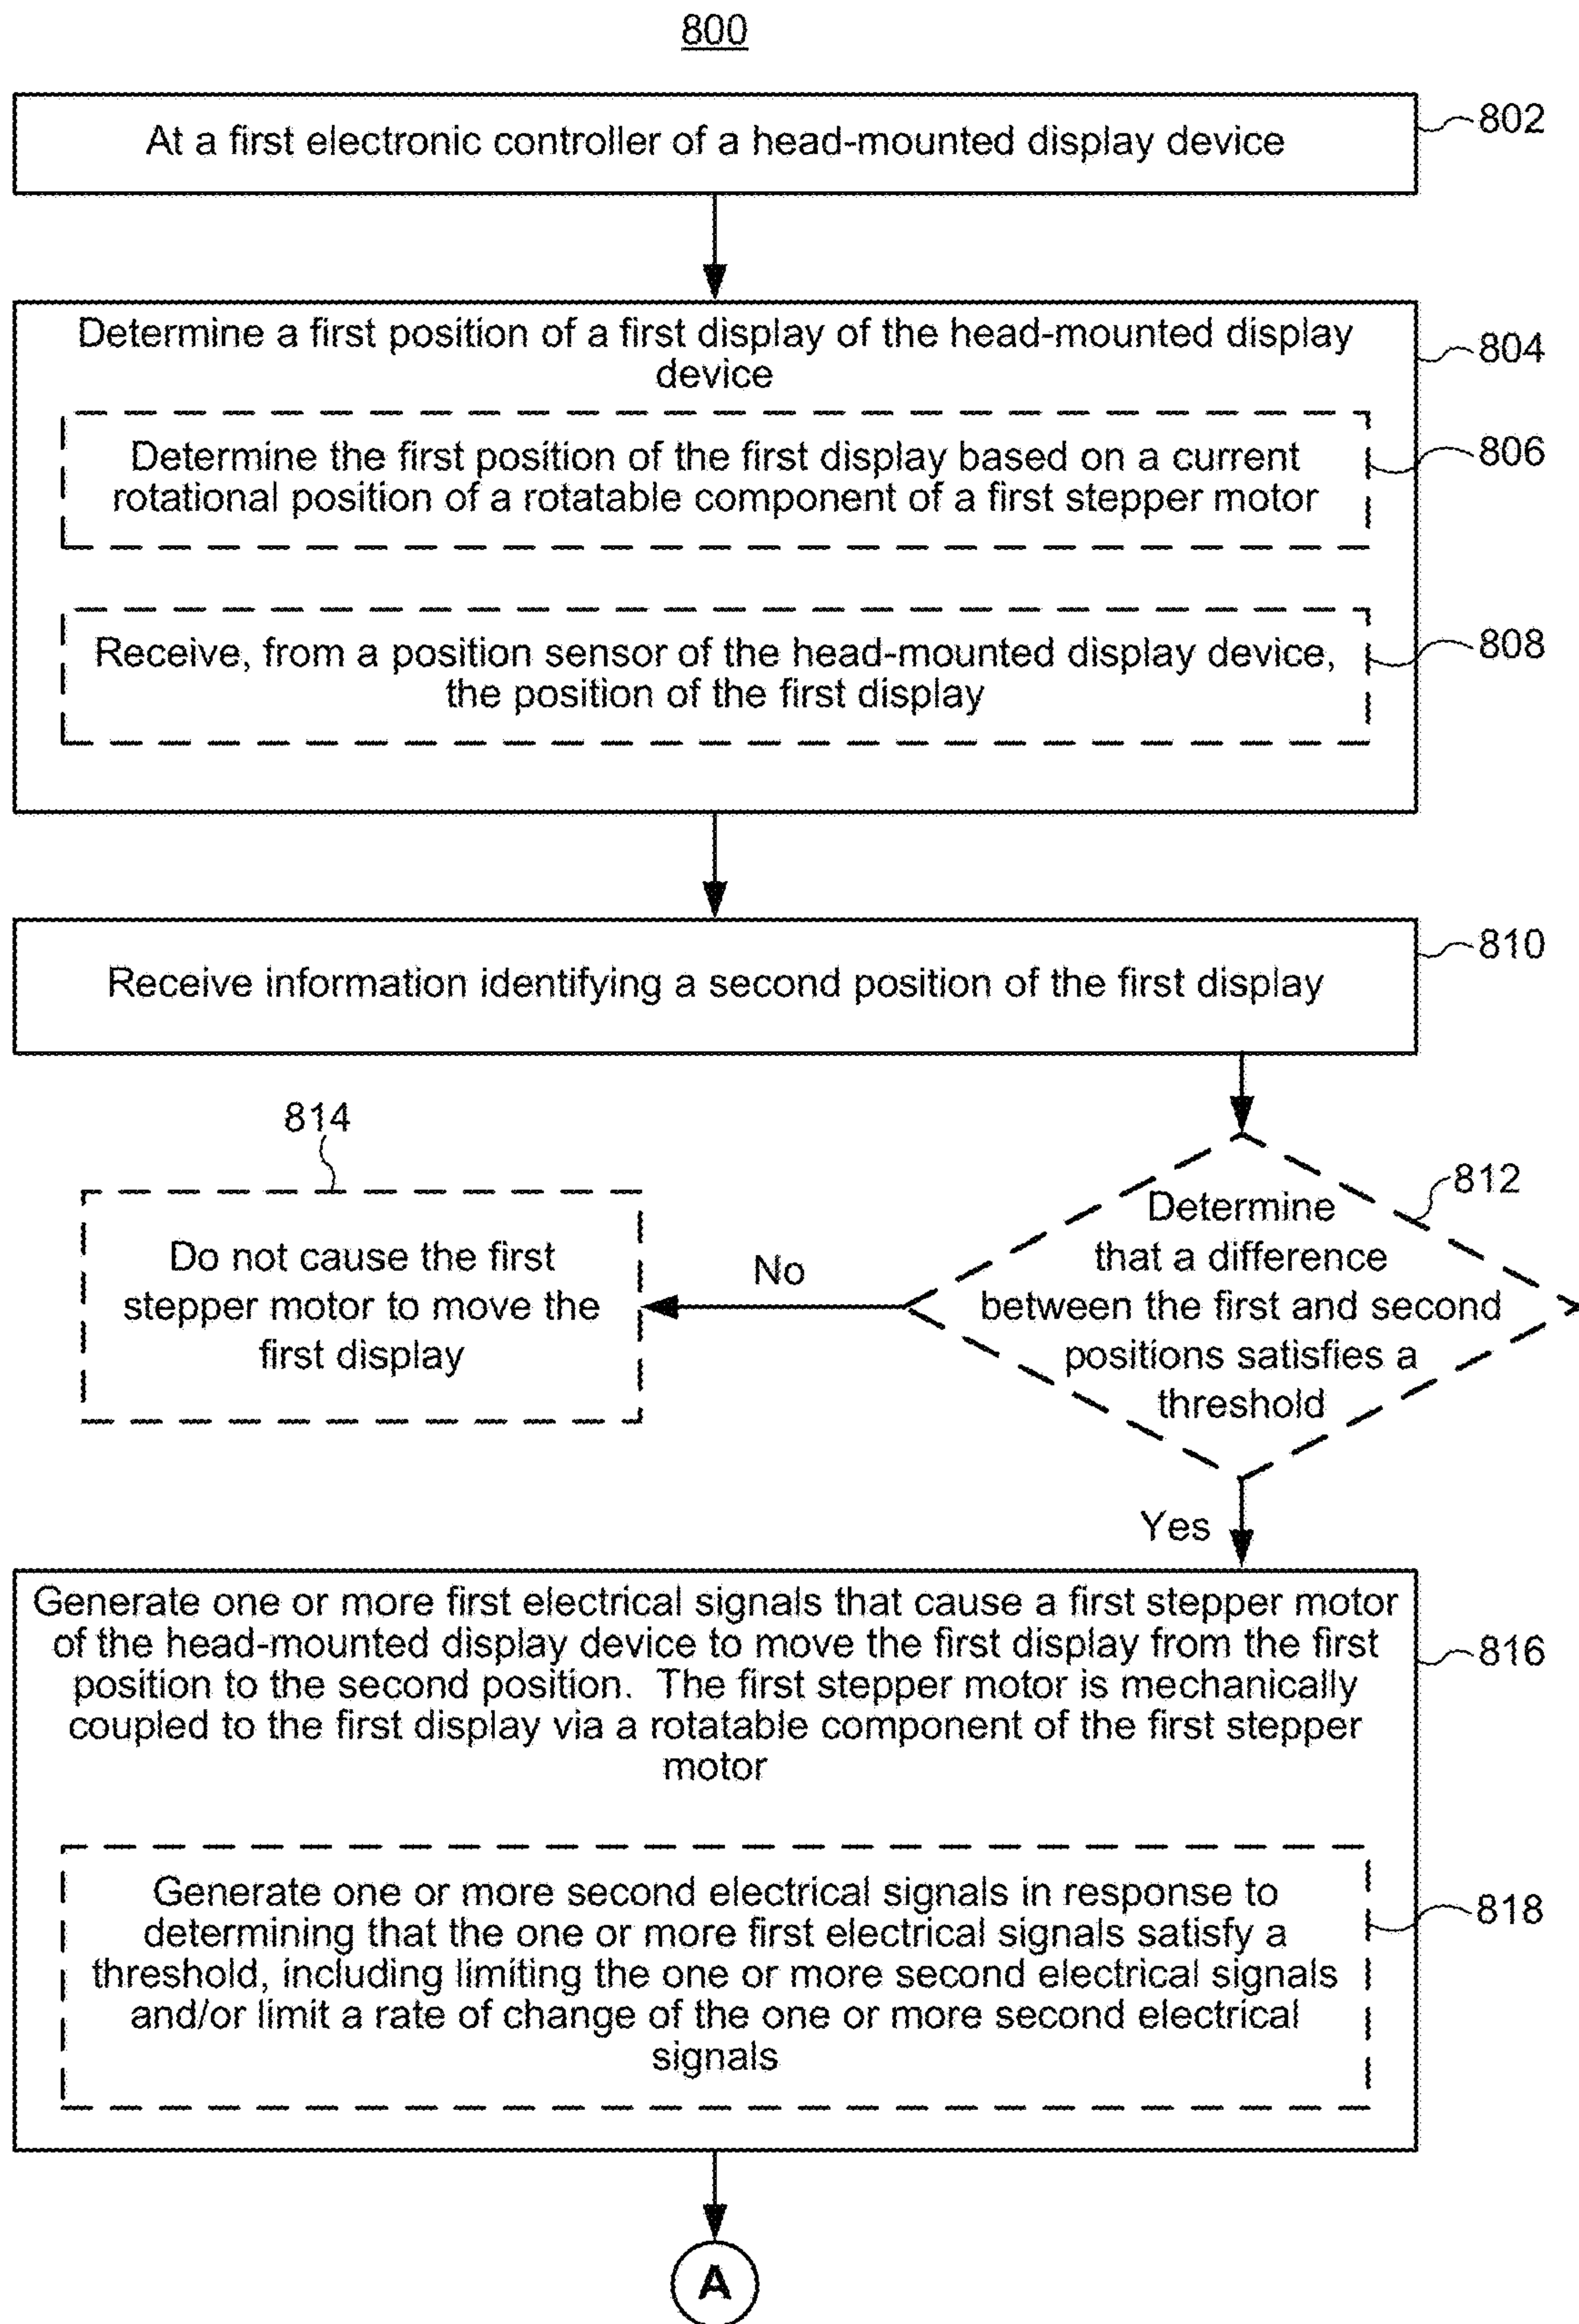 800
At a first electronic controller of a head-mounted display device
802
Determine a first position of a first display of the head-mounted display
device
804
Determine the first position of the first display based on a current
rotational position of a rotatable component of a first stepper motor
806
Receive, from a position sensor of the head-mounted display device,
the position of the first display
808
Receive information identifying a second position of the first display
810
814
Do not cause the first
stepper motor to move the
first display
No
812
Determine
that a difference
between the first and second
positions satisfies a
threshold
Yes
Generate one or more first electrical signals that cause a first stepper motor
of the head-mounted display device to move the first display from the first
position to the second position. The first stepper motor is mechanically
coupled to the first display via a rotatable component of the first stepper
motor
816
Generate one or more second electrical signals in response to
determining that the one or more first electrical signals satisfy a
threshold, including limiting the one or more second electrical signals
and/or limit a rate of change of the one or more second electrical
signals
818
A